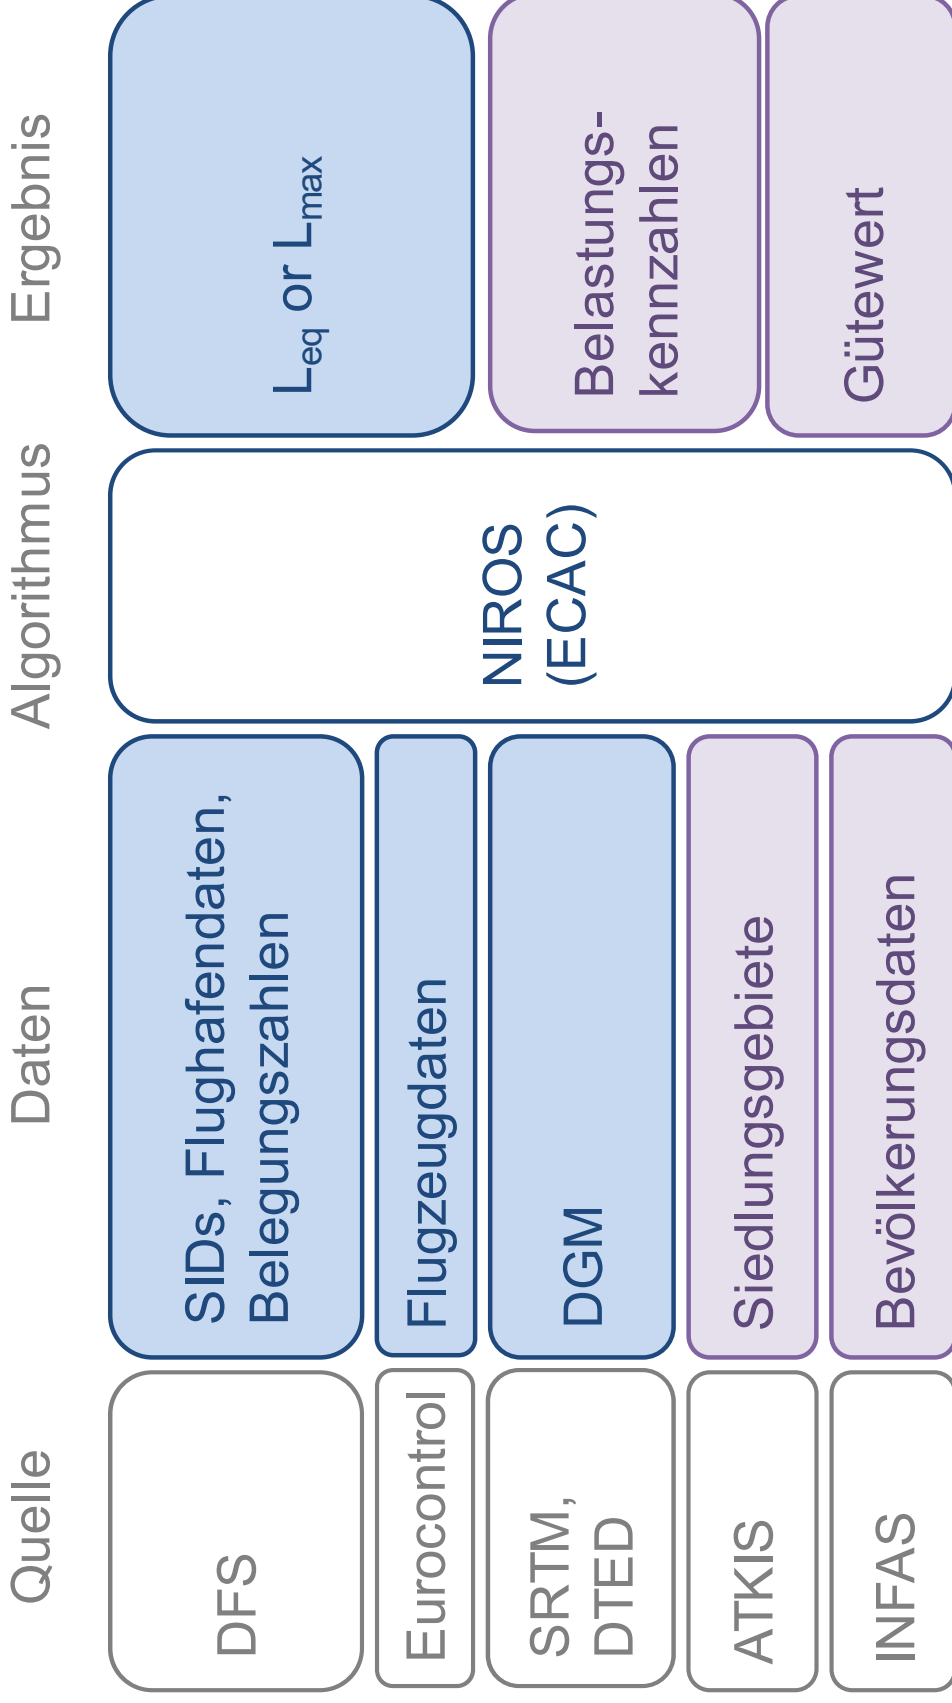 Quelle
Daten
Algorithmus
Ergebnis
DFS
SIDs, Flughafendaten,
Belegungszahlen
Eurocontrol
Flugzeugdaten
SRTM,
DTED
DGM
ATKIS
Siedlungsgebiete
INFAS
Bevölkerungsdaten
NIROS
(ECAC)
Leq or Lmax
Belastungs-
kennzahlen
Gütewert